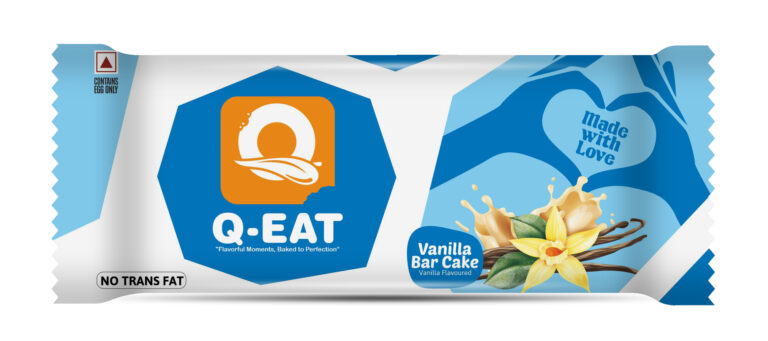 CONTAINS
EGG ONLY
Q-EAT
"Flavorful Moments, Baked to Perfection"
NO TRANS FAT
Made
with
Love
Vanilla
Bar Cake
Vanilla Flavoured